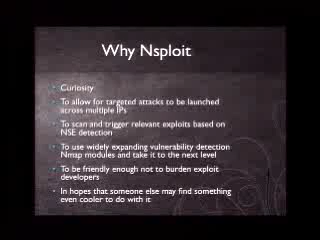 Why Nsploit
Curiosity
To allow for targeted attacks to be launched
across multiple IPs
To scan and trigger relevant exploits based on
NSE detection
To use widely expanding vulnerability detection
Nmap modules and take it to the next level
To be friendly enough not to burden exploit
developers
In hopes that someone else may find something
even cooler to do with it